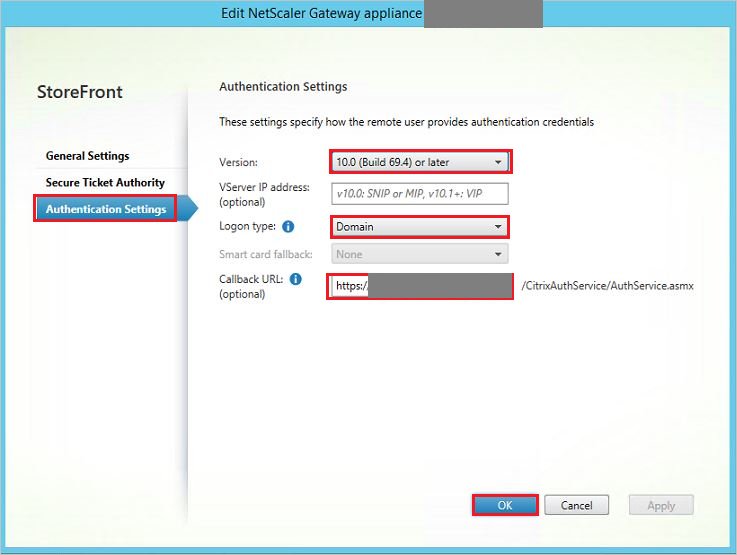 Edit NetScaler Gateway appliance
StoreFront
General Settings
Secure Ticket Authority
Authentication Settings
Authentication Settings
These settings specify how the remote user provides authentication credentials
Version: 10.0 (Build 69.4) or later
VServer IP address: v10.0: SNIP or MIP, v10.1+: VIP
(optional)
Logon type: Domain
Smart card fallback: None
Callback URL: https:/ /CitrixAuthService/AuthService.asmx
(optional)
OK Cancel Apply